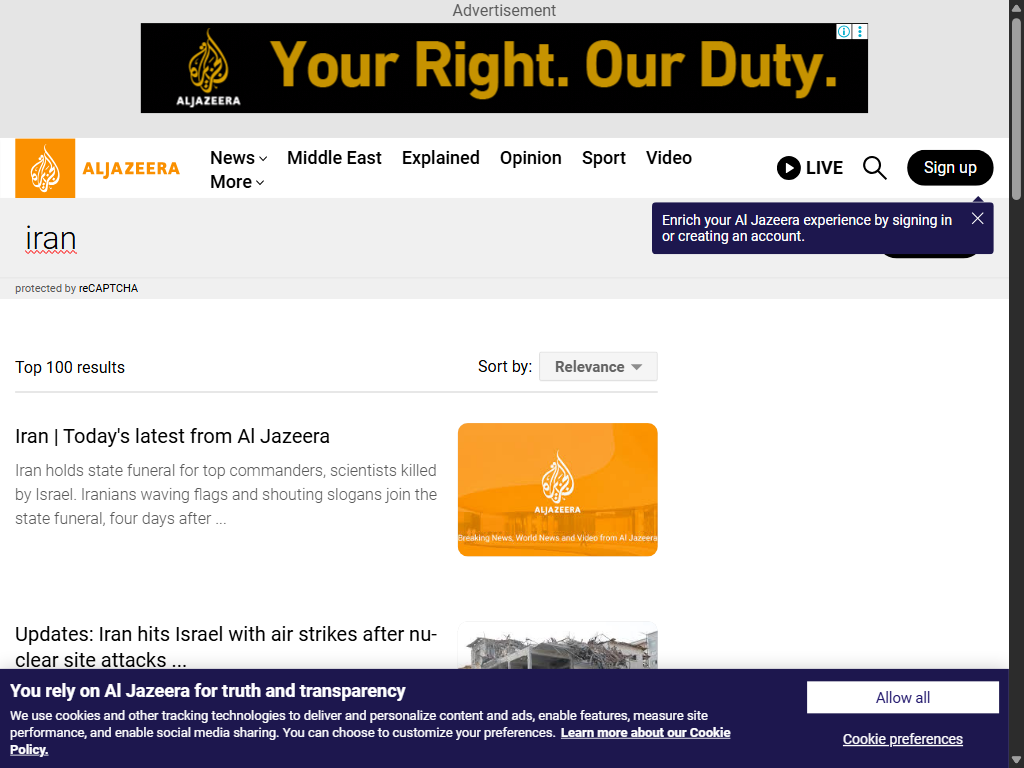 Advertisement
ALJAZEERA
Your Right. Our Duty.
ALJAZEERA
News
Middle East
Explained
Opinion
Sport
Video
More
LIVE
Sign up
Enrich your Al Jazeera experience by signing in
or creating an account.
iran
protected by reCAPTCHA
Top 100 results
Sort by:
Relevance
Iran | Today's latest from Al Jazeera
Iran holds state funeral for top commanders, scientists killed
by Israel. Iranians waving flags and shouting slogans join the
state funeral, four days after ...
ALJAZEERA
Breaking News, World News and Video from Al Jazeera
Updates: Iran hits Israel with air strikes after nu-
clear site attacks ...
You rely on Al Jazeera for truth and transparency
We use cookies and other tracking technologies to deliver and personalize content and ads, enable features, measure site
performance, and enable social media sharing. You can choose to customize your preferences. Learn more about our Cookie
Policy.
Allow all
Cookie preferences